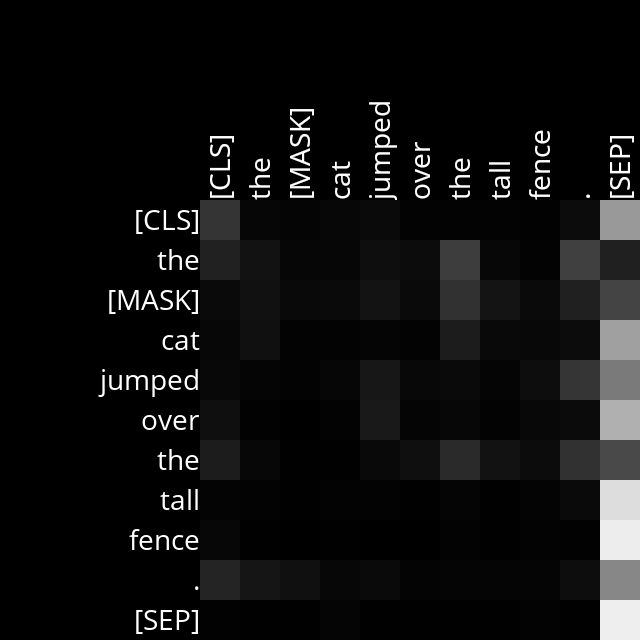 [CLS] the [MASK] cat jumped over the tall fence . [SEP]
[CLS]
the
[MASK]
cat
jumped
over
the
tall
fence
.
[SEP]